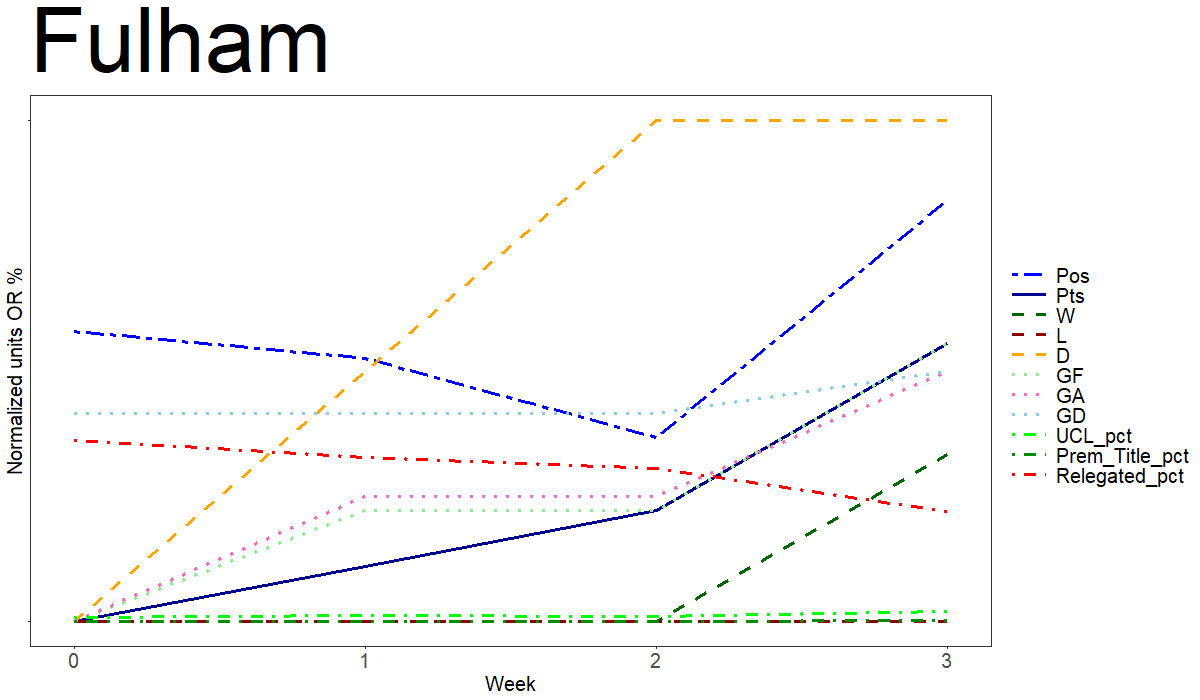 Fulham
Normalized units OR %
0 1 2 3
Week
Pos
Pts
W
L
D
GF
GA
GD
UCL_pct
Prem_Title_pct
Relegated_pct